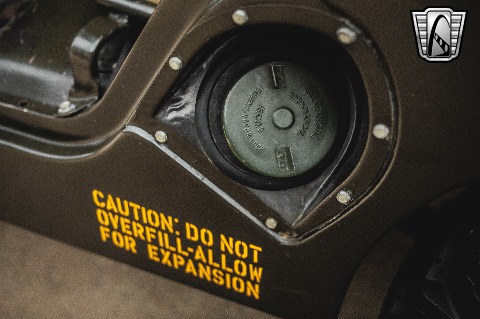 CAUTION: DO NOT
OVERFILL-ALLOW
FOR EXPANSION